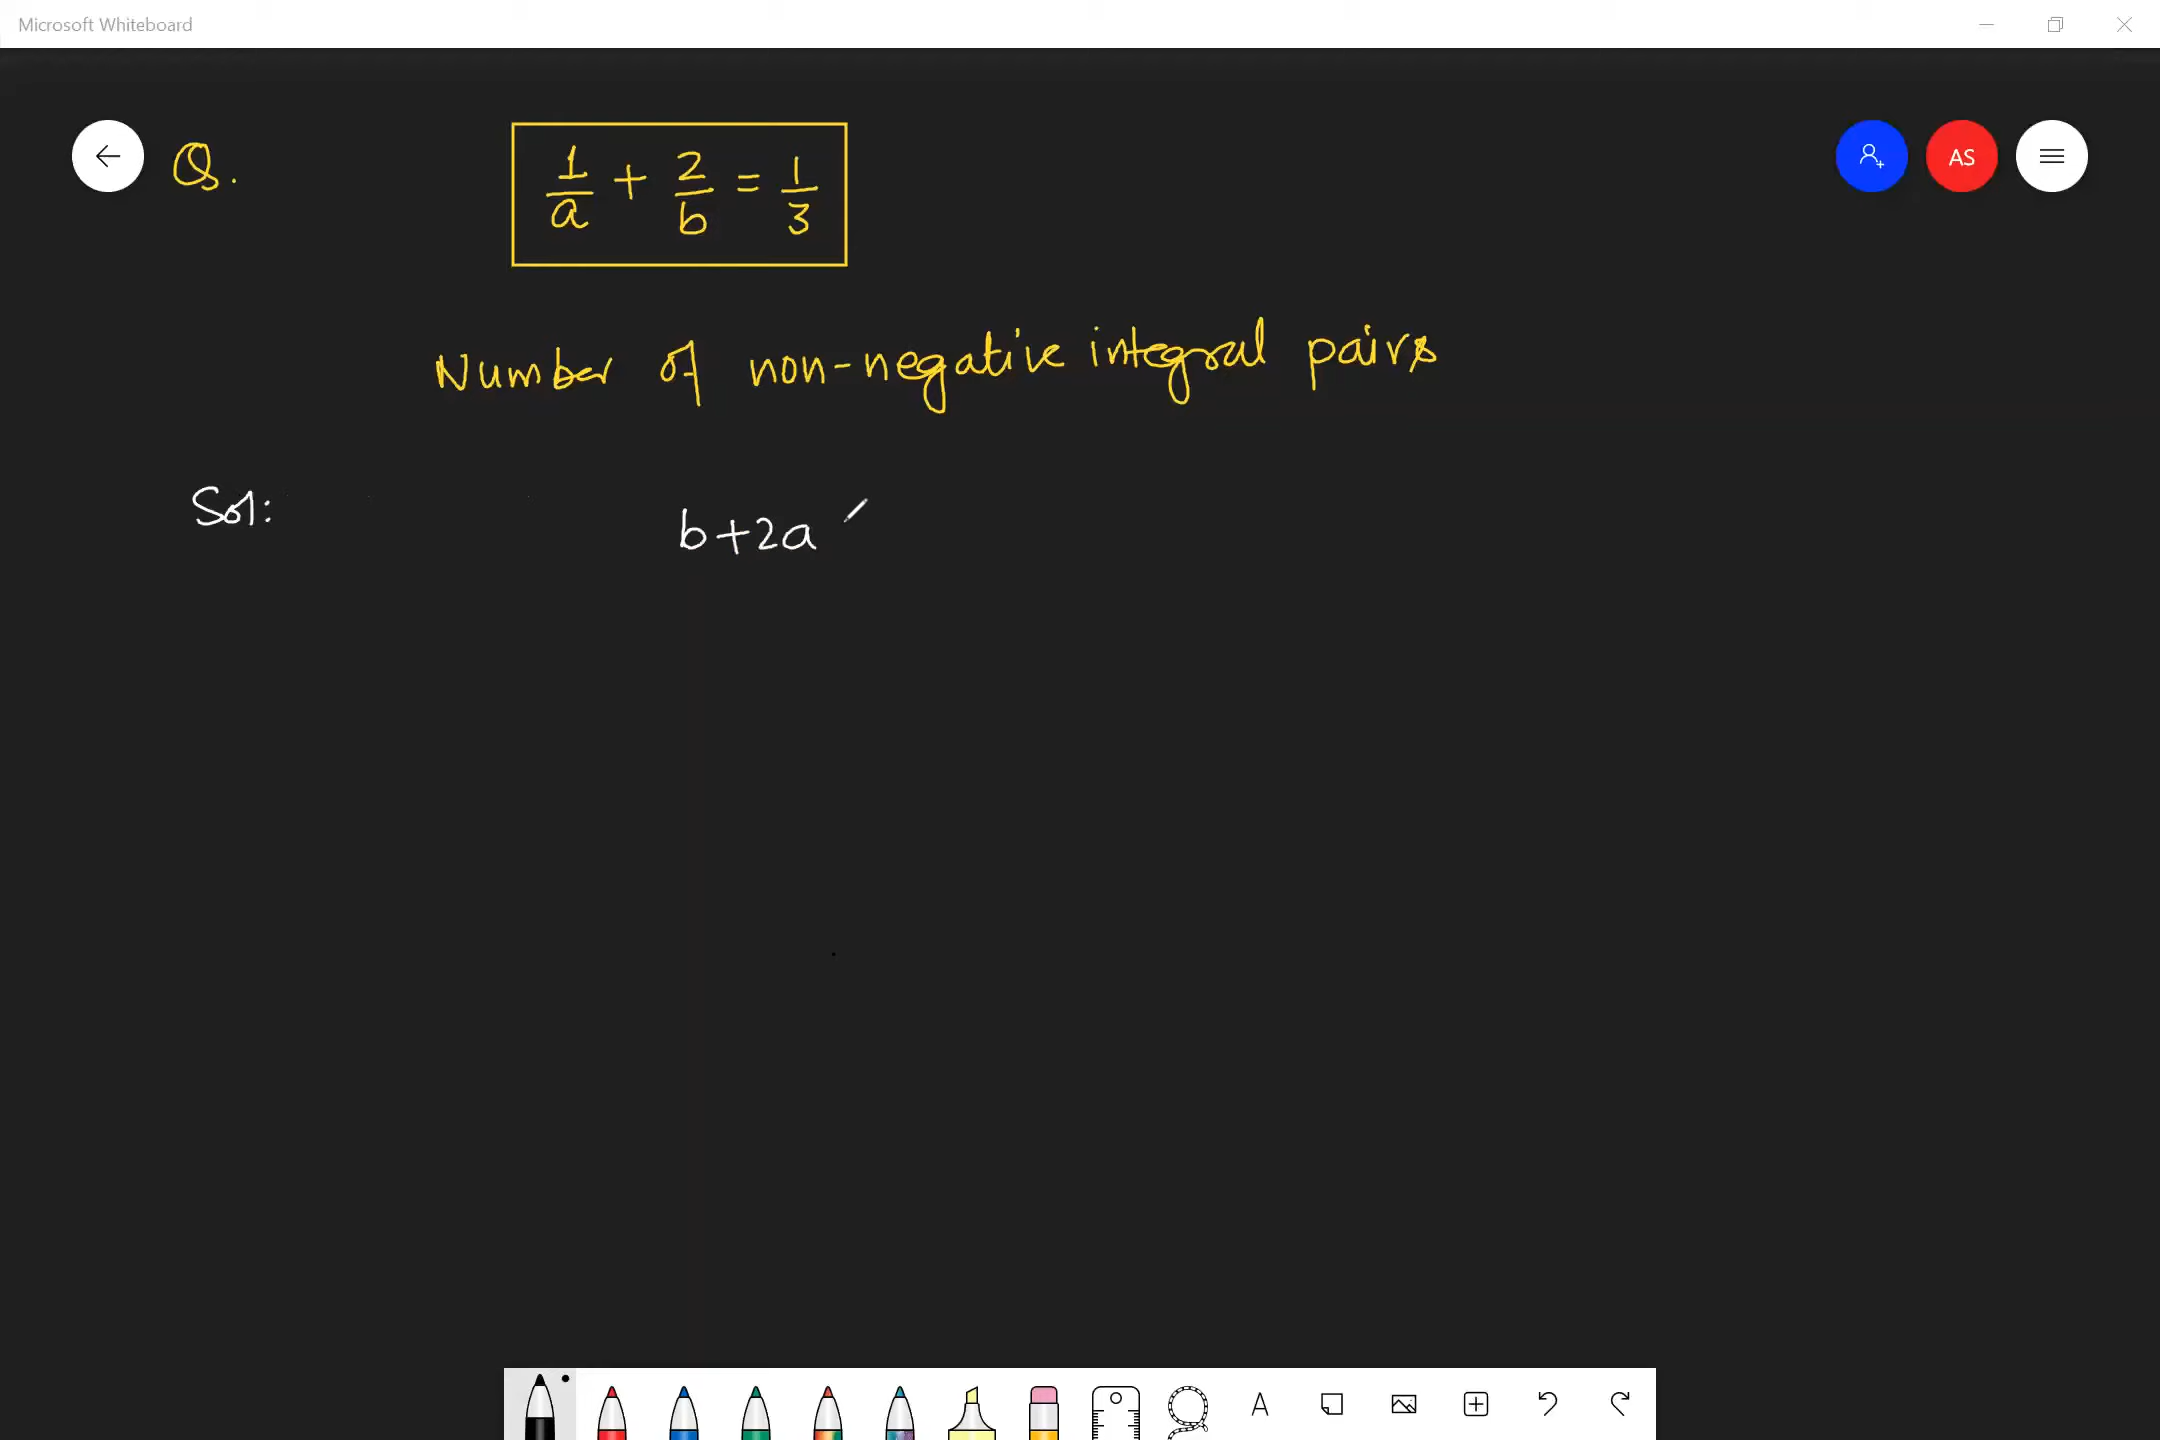 Microsoft Whiteboard
Q.
1/a + 2/b = 1/3
AS
Number of non-negative integral pairs
Sol:
b+2a
A